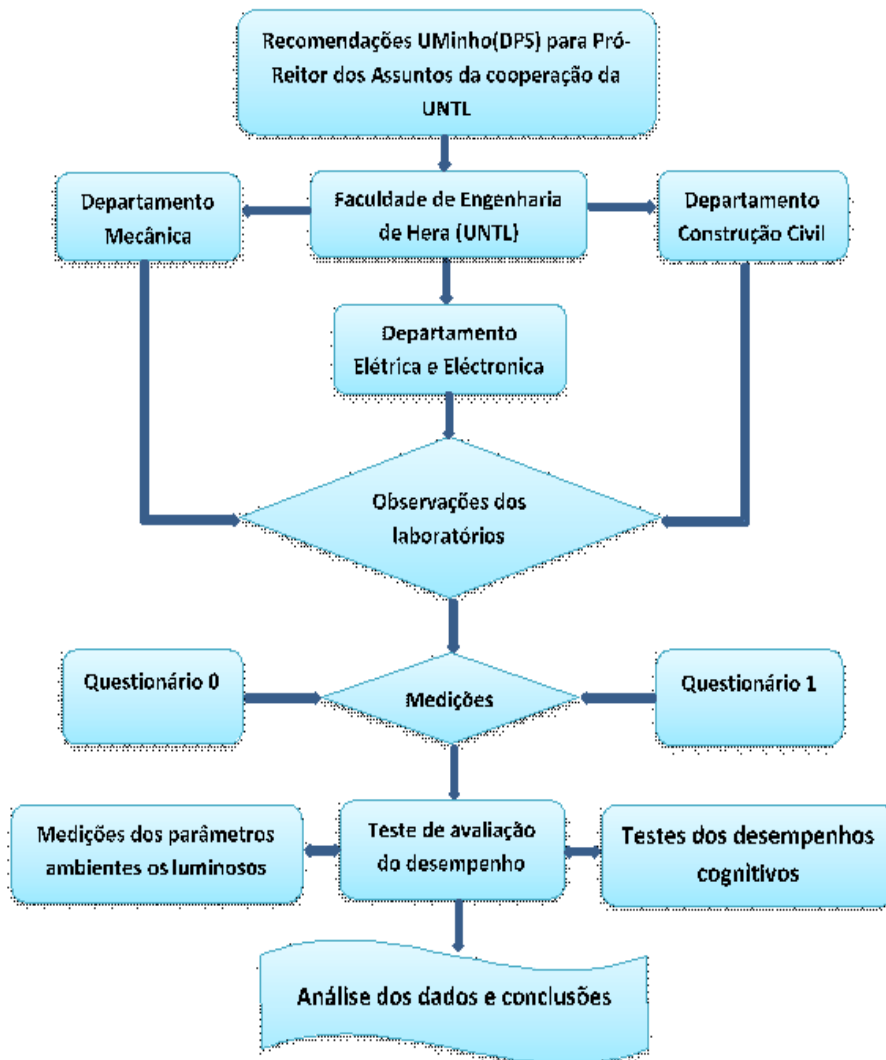 Recomendações UMinho(DPS) para Pró-
Reitor dos Assuntos da cooperação da
UNTL
Departamento
Mecânica
Faculdade de Engenharia
de Hera (UNTL)
Departamento
Construção Civil
Departamento
Elétrica e Eléctronica
Observações dos
laboratórios
Questionário 0
Medições
Questionário 1
Medições dos parâmetros
ambientes os luminosos
Teste de avaliação
do desempenho
Testes dos desempenhos
cognitivos
Análise dos dados e conclusões